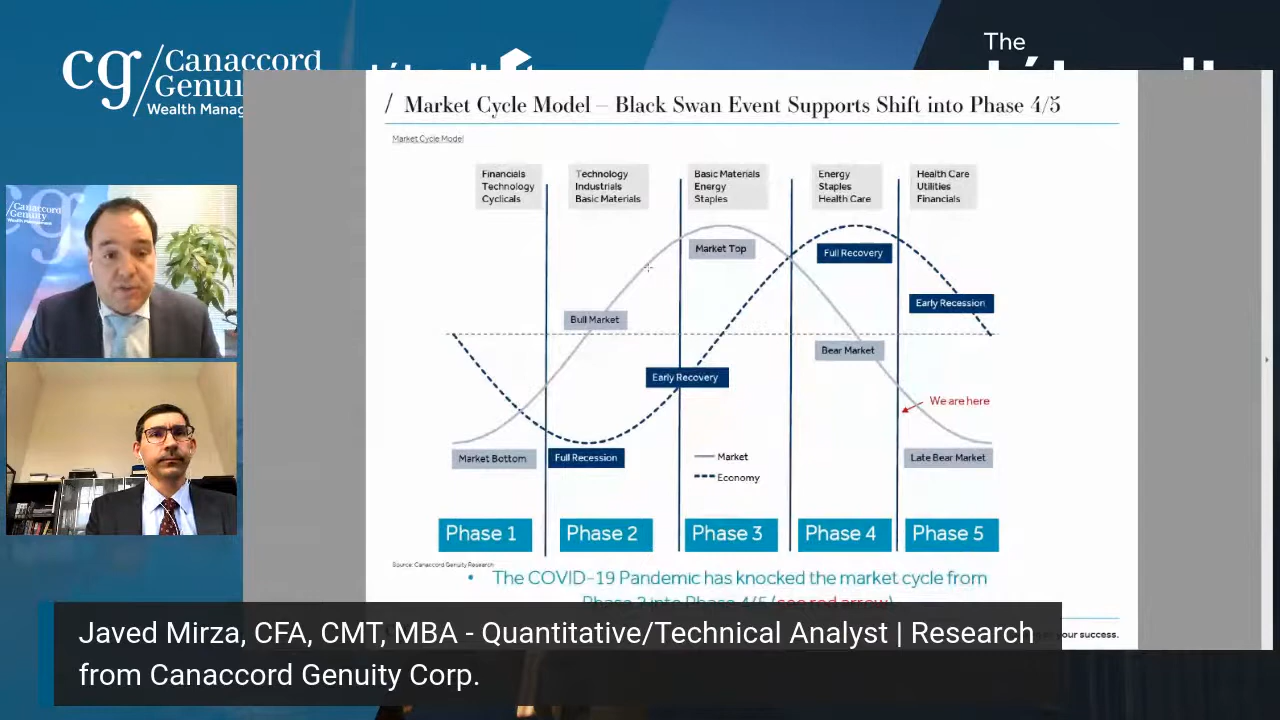 cg/Canaccord
Genuity
Wealth Manag
The
/ Market Cycle Model – Black Swan Event Supports Shift into Phase 4/5
Market Cycle Model
Financials
Technology
Cyclicals
Technology
Industrials
Basic Materials
Basic Materials
Energy
Staples
Energy
Staples
Health Care
Health Care
Utilities
Financials
Canaccord
Genuity
Market Top
Full Recovery
Early Recession
Bull Market
Bear Market
Early Recovery
We are here
Market Bottom
Full Recession
Market
Economy
Late Bear Market
Phase 1
Phase 2
Phase 3
Phase 4
Phase 5
Source: Canaccord Genuity Research
• The COVID-19 Pandemic has knocked the market cycle from
Phase 2 into Phase 4/5 (see red arrow)
your success.
Javed Mirza, CFA, CMT, MBA - Quantitative/Technical Analyst | Research
from Canaccord Genuity Corp.